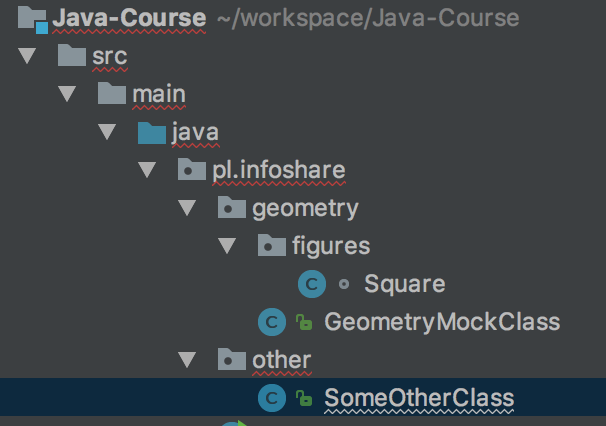 Java-Course ~/workspace/Java-Course
src
main
java
pl.infoshare
geometry
figures
Square
GeometryMockClass
other
SomeOtherClass